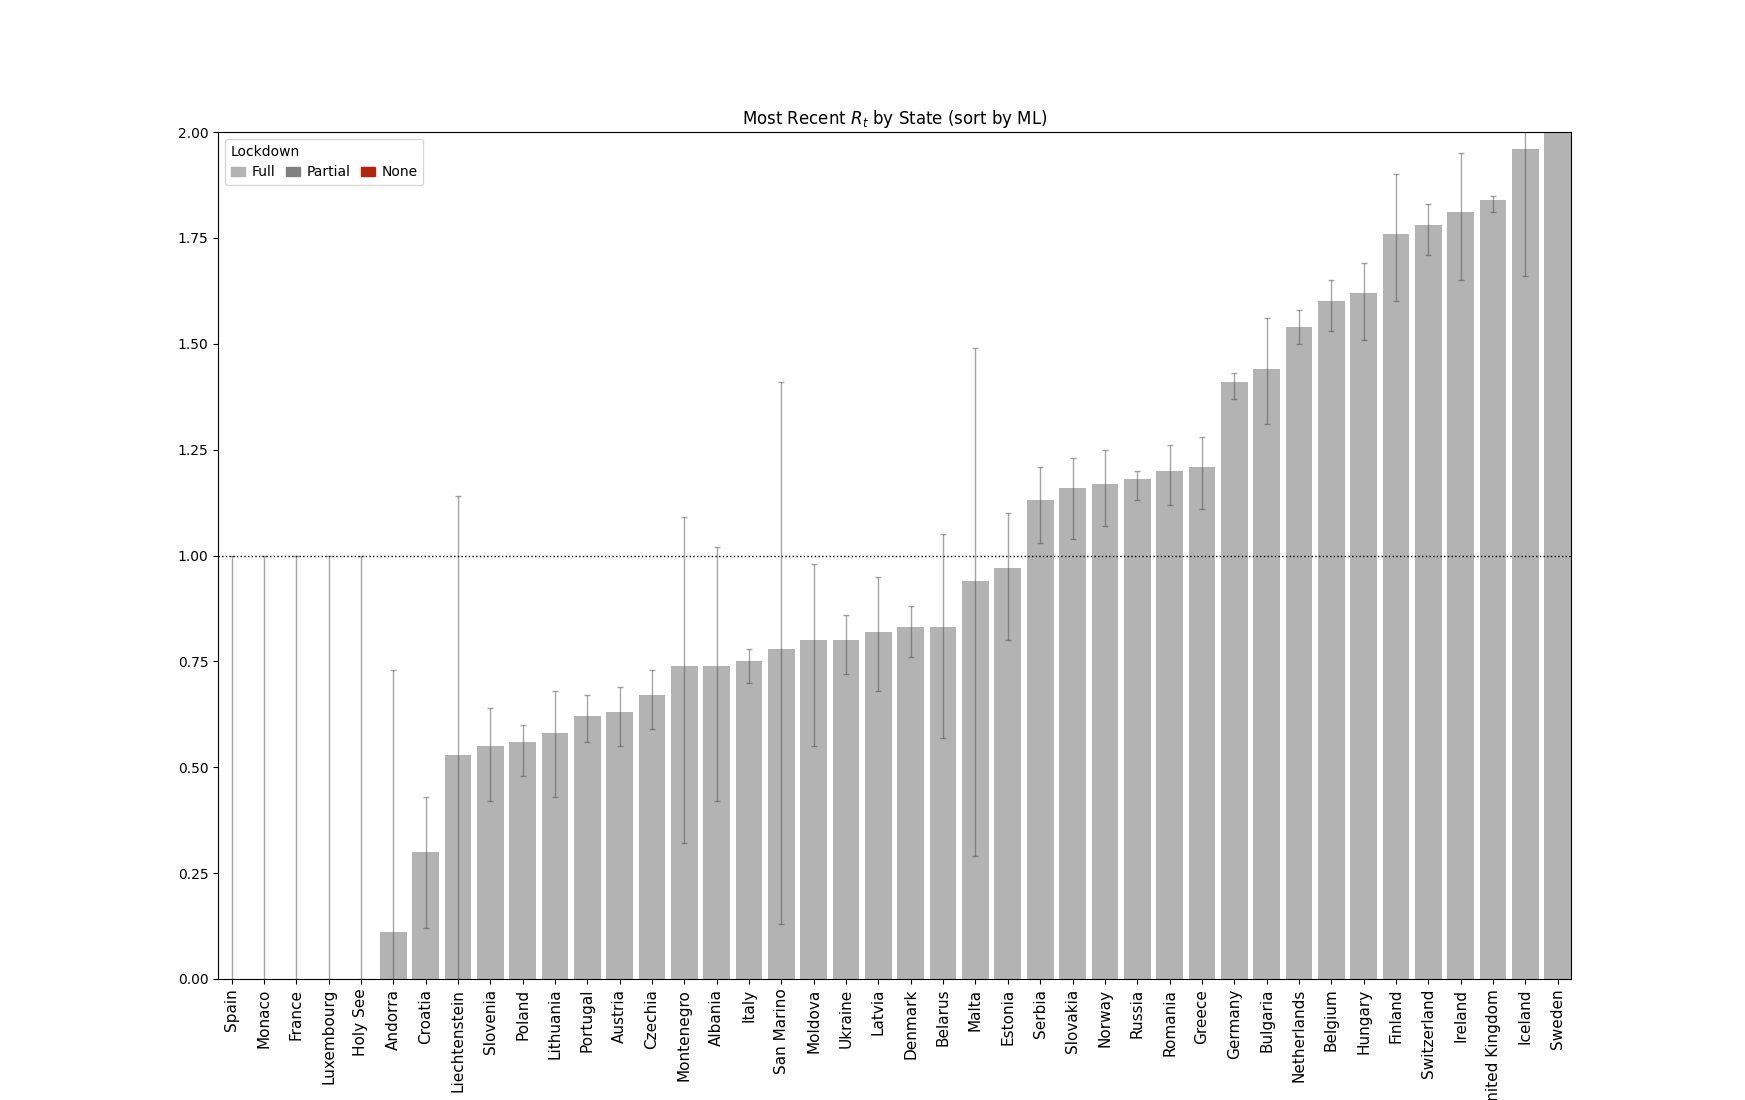 Most Recent Rt by State (sort by ML)
Lockdown
Full Partial None
2.00
1.75
1.50
1.25
1.00
0.75
0.50
0.25
0.00
Spain
Monaco
France
Luxembourg
Holy See
Andorra
Croatia
Liechtenstein
Slovenia
Poland
Lithuania
Portugal
Austria
Czechia
Montenegro
Albania
Italy
San Marino
Moldova
Ukraine
Latvia
Denmark
Belarus
Malta
Estonia
Serbia
Slovakia
Norway
Russia
Romania
Greece
Germany
Bulgaria
Netherlands
Belgium
Hungary
Finland
Switzerland
Ireland
nited Kingdom
Iceland
Sweden